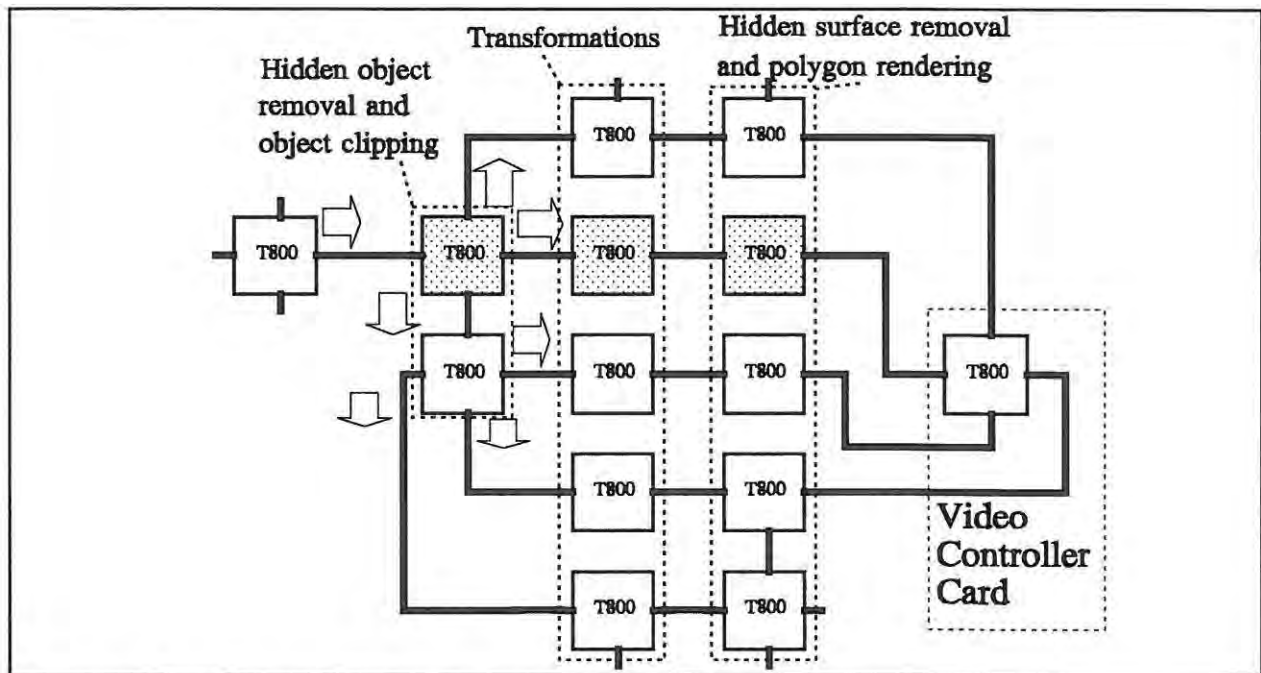 Transformations
Hidden surface removal
and polygon rendering
Hidden object
removal and
object clipping
T800
T800
T800
T800
T800
T800
T800
T800
T800
T800
T800
T800
T800
T800
Video
Controller
Card